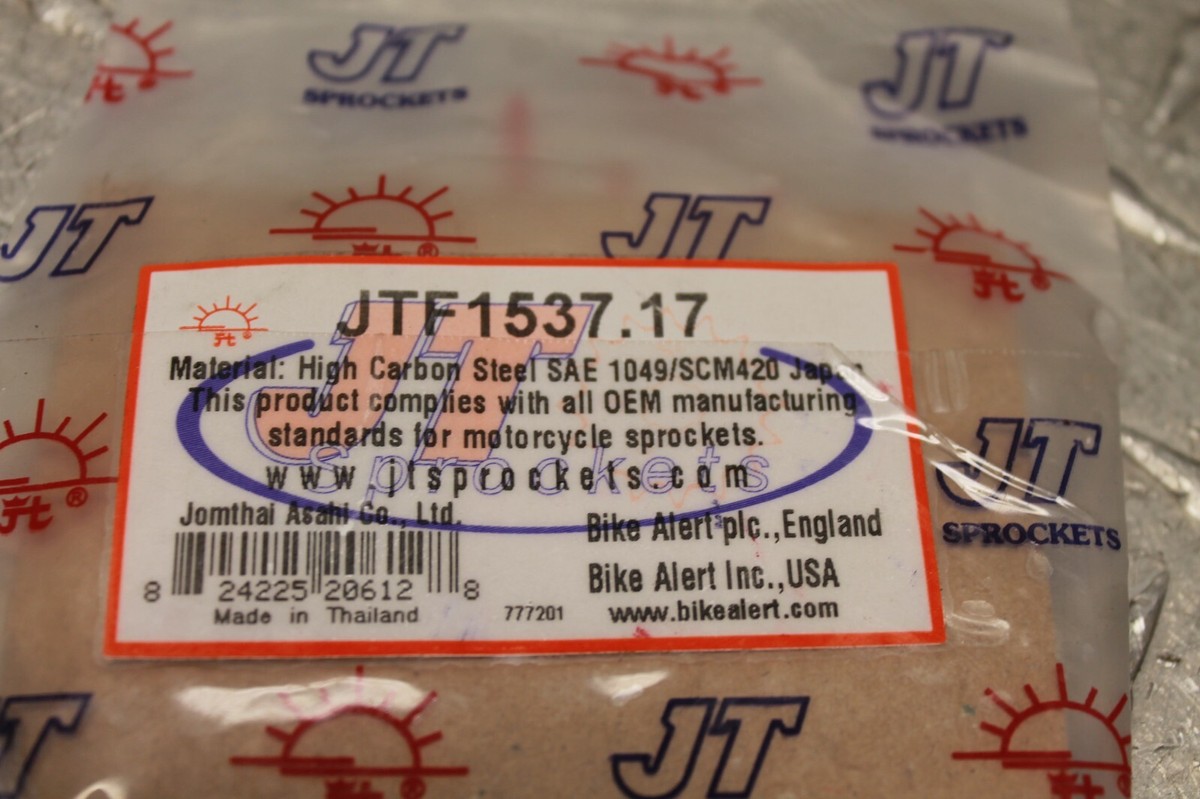 JT
SPROCKETS
JT
SPROCKETS
JT
JT
JTF1537.17
Material: High Carbon Steel SAE 1049/SCM420 Japan
This product complies with all OEM manufacturing
standards for motorcycle sprockets.
JT
Sprockets
www.jtsprockets.com
Jomthai Asahi Co., Ltd.
Bike Alert plc.,England
8 24225 20612 8
Bike Alert Inc.,USA
Made in Thailand
777201
www.bikealert.com
JT
SPROCKETS
JT
JT